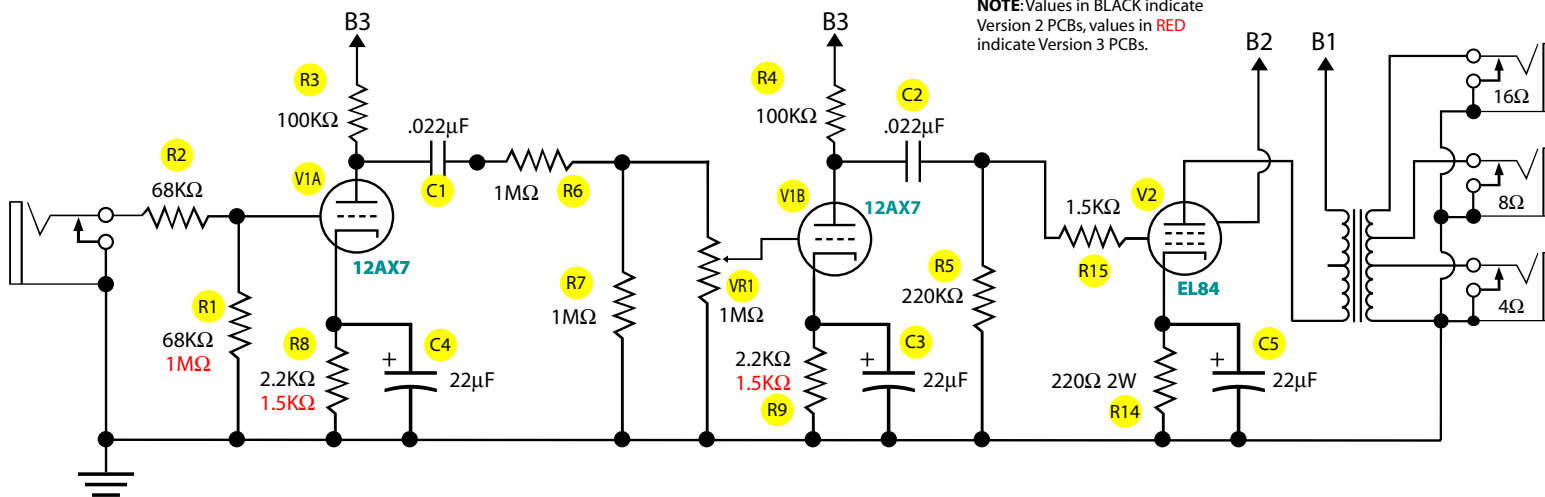 NOTE: Values in BLACK indicate
Version 2 PCBs, values in RED
indicate Version 3 PCBs.
B3
B3
B2
B1
R3
100KΩ
.022µF
C1
R2
68KΩ
V1A
12AX7
1MΩ
R6
R4
100KΩ
C2
.022µF
V1B
12AX7
V2
1.5KΩ
R15
EL84
16Ω
8Ω
4Ω
R1
68KΩ
1MΩ
R8
2.2KΩ
1.5KΩ
+
C4
22µF
R7
1MΩ
VR1
1MΩ
2.2KΩ
1.5KΩ
R9
+
C3
22µF
R5
220KΩ
220Ω 2W
R14
+
C5
22µF